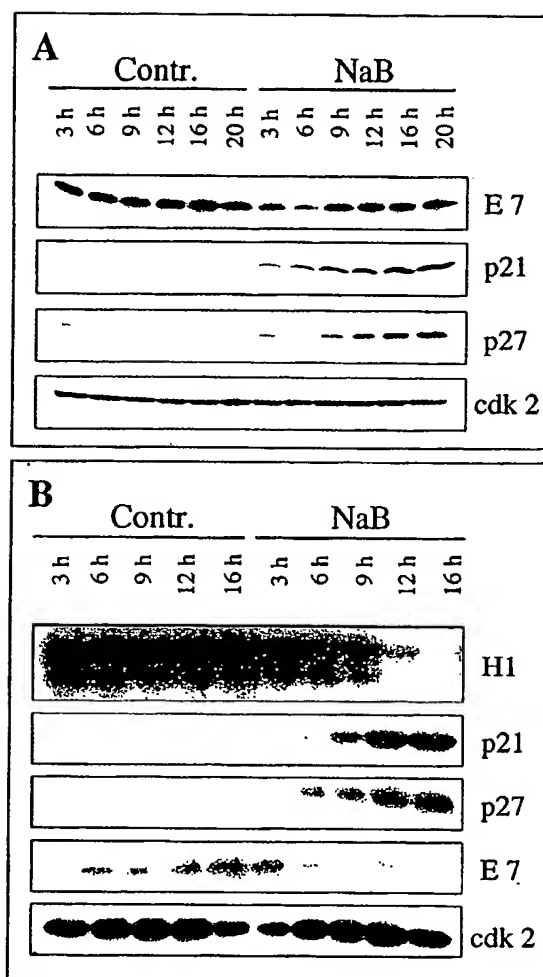 A
Contr. NaB
3 h 6 h 9 h 12 h 16 h 20 h 3 h 6 h 9 h 12 h 16 h 20 h
E 7
p21
p27
cdk 2
B
Contr. NaB
3 h 6 h 9 h 12 h 16 h 3 h 6 h 9 h 12 h 16 h
H1
p21
p27
E 7
cdk 2